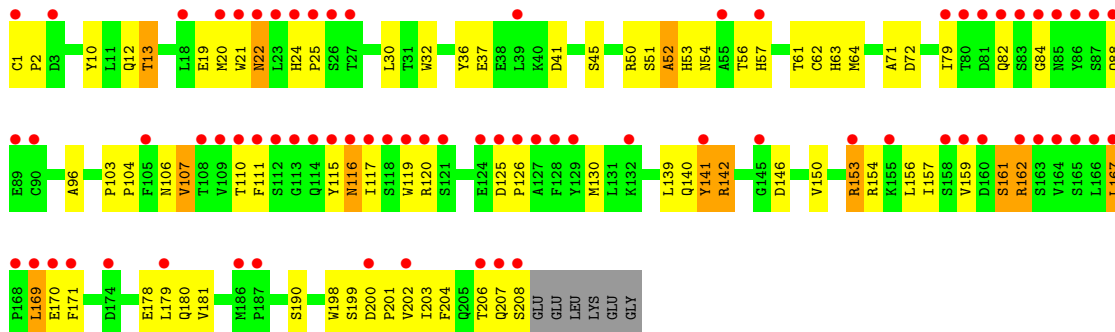 C1 P2 D3 Y10 L11 Q12 T13 L18 E19 M20 W21 N22 L23 H24 P25 S26 T27 L30 T31 W32 Y36 E37 E38 L39 K40 D41 S45 R50 S51 A52 H53 N54 A55 T56 H57 T61 C62 H63 M64 A71 D72 I79 T80 D81 Q82 S83 G84 N85 Y86 S87
E89 C90 A96 P103 P104 F105 N106 V107 T108 V109 T110 F111 S112 G113 Q114 Y115 N116 I117 S118 W119 R120 S121 E124 D125 P126 A127 F128 Y129 M130 L131 K132 L139 Q140 Y141 R142 G145 D146 V150 R153 R154 K155 L156 I157 S158 V159 D160 S161 R162 S163 V164 S165 L166 L167
P168 L169 E170 F171 D174 E178 L179 Q180 V181 M186 P187 S190 W198 S199 D200 P201 V202 I203 F204 Q205 T206 Q207 S208 GLU GLU LEU LYS GLU GLY